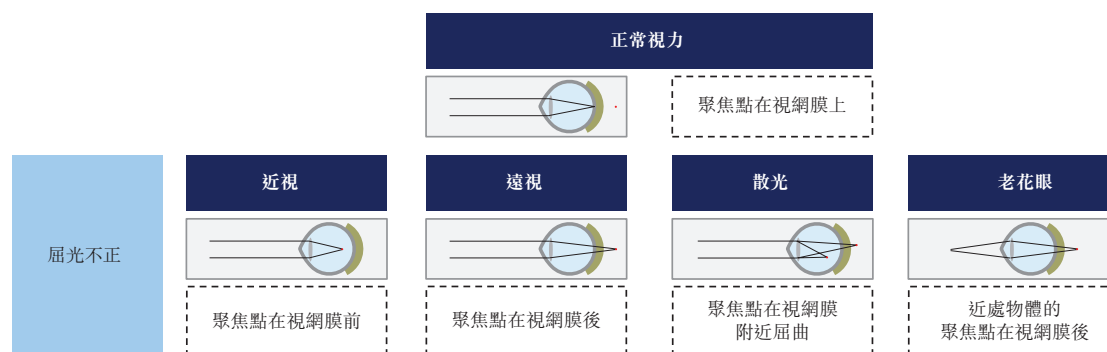 正常視力
聚焦點在視網膜上
屈光不正
近視
遠視
散光
老花眼
聚焦點在視網膜前
聚焦點在視網膜後
聚焦點在視網膜
附近屈曲
近處物體的
聚焦點在視網膜後